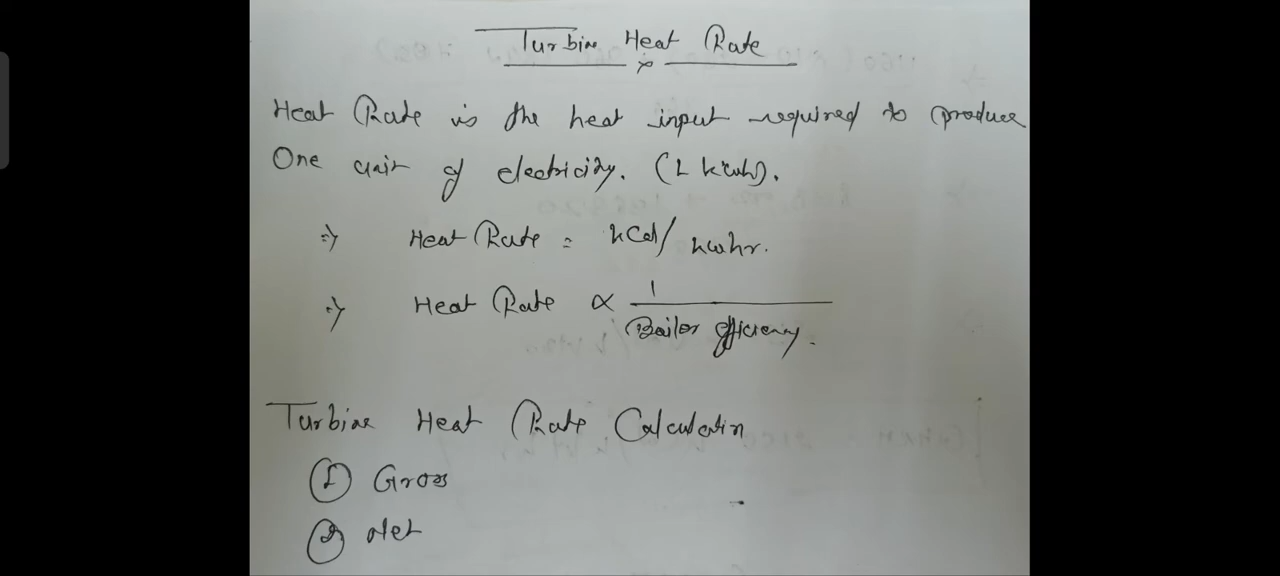 Turbine Heat Rate
Heat Rate is the heat input required to produce
One unit of electricity. (1 kwh).
⇒ Heat Rate = kCal/kwhr.
⇒ Heat Rate ∝ 1/Boiler efficiency.
Turbine Heat Rate Calculation
① Gross
② Net